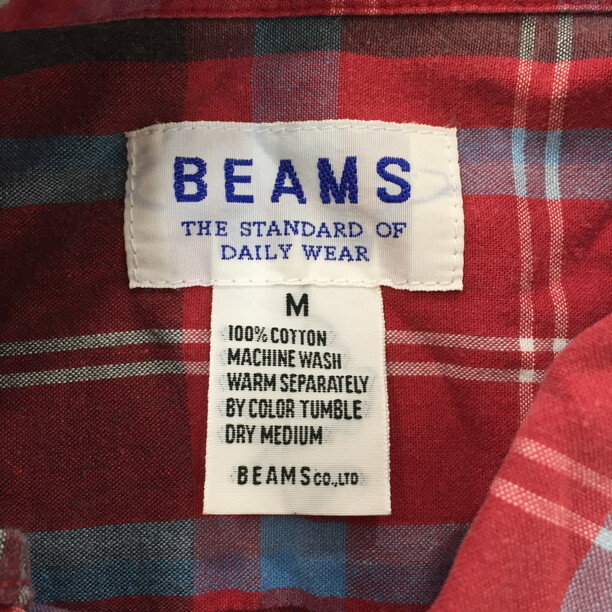 BEAMS
THE STANDARD OF
DAILY WEAR
M
100% COTTON
MACHINE WASH
WARM SEPARATELY
BY COLOR TUMBLE
DRY MEDIUM
BEAMS CO.,LTD